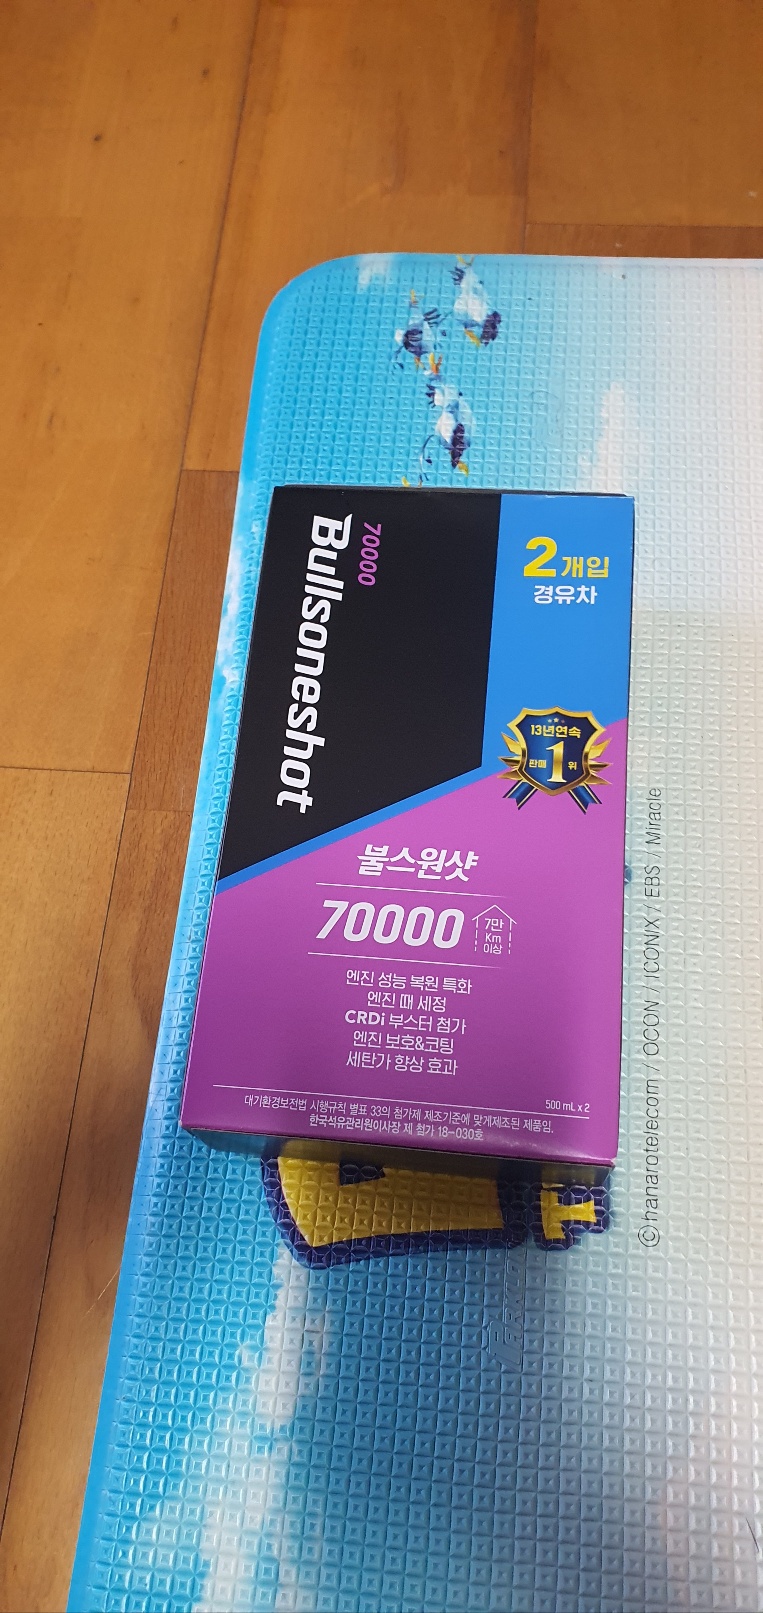 70000
Bullsoneshot
2개입
경유차
13년연속
판매 1 위
불스원샷
70000
7만
Km
이상
엔진 성능 복원 특화
엔진 때 세정
CRDi 부스터 첨가
엔진 보호&코팅
세탄가 향상 효과
500 mL x 2
대기환경보전법 시행규칙 별표 33의 첨가제 제조기준에 맞게제조된 제품임.
한국석유관리원이사장 제 첨가 18-030호
©hanarotelecom / OCON / ICONIX / EBS / Miracle